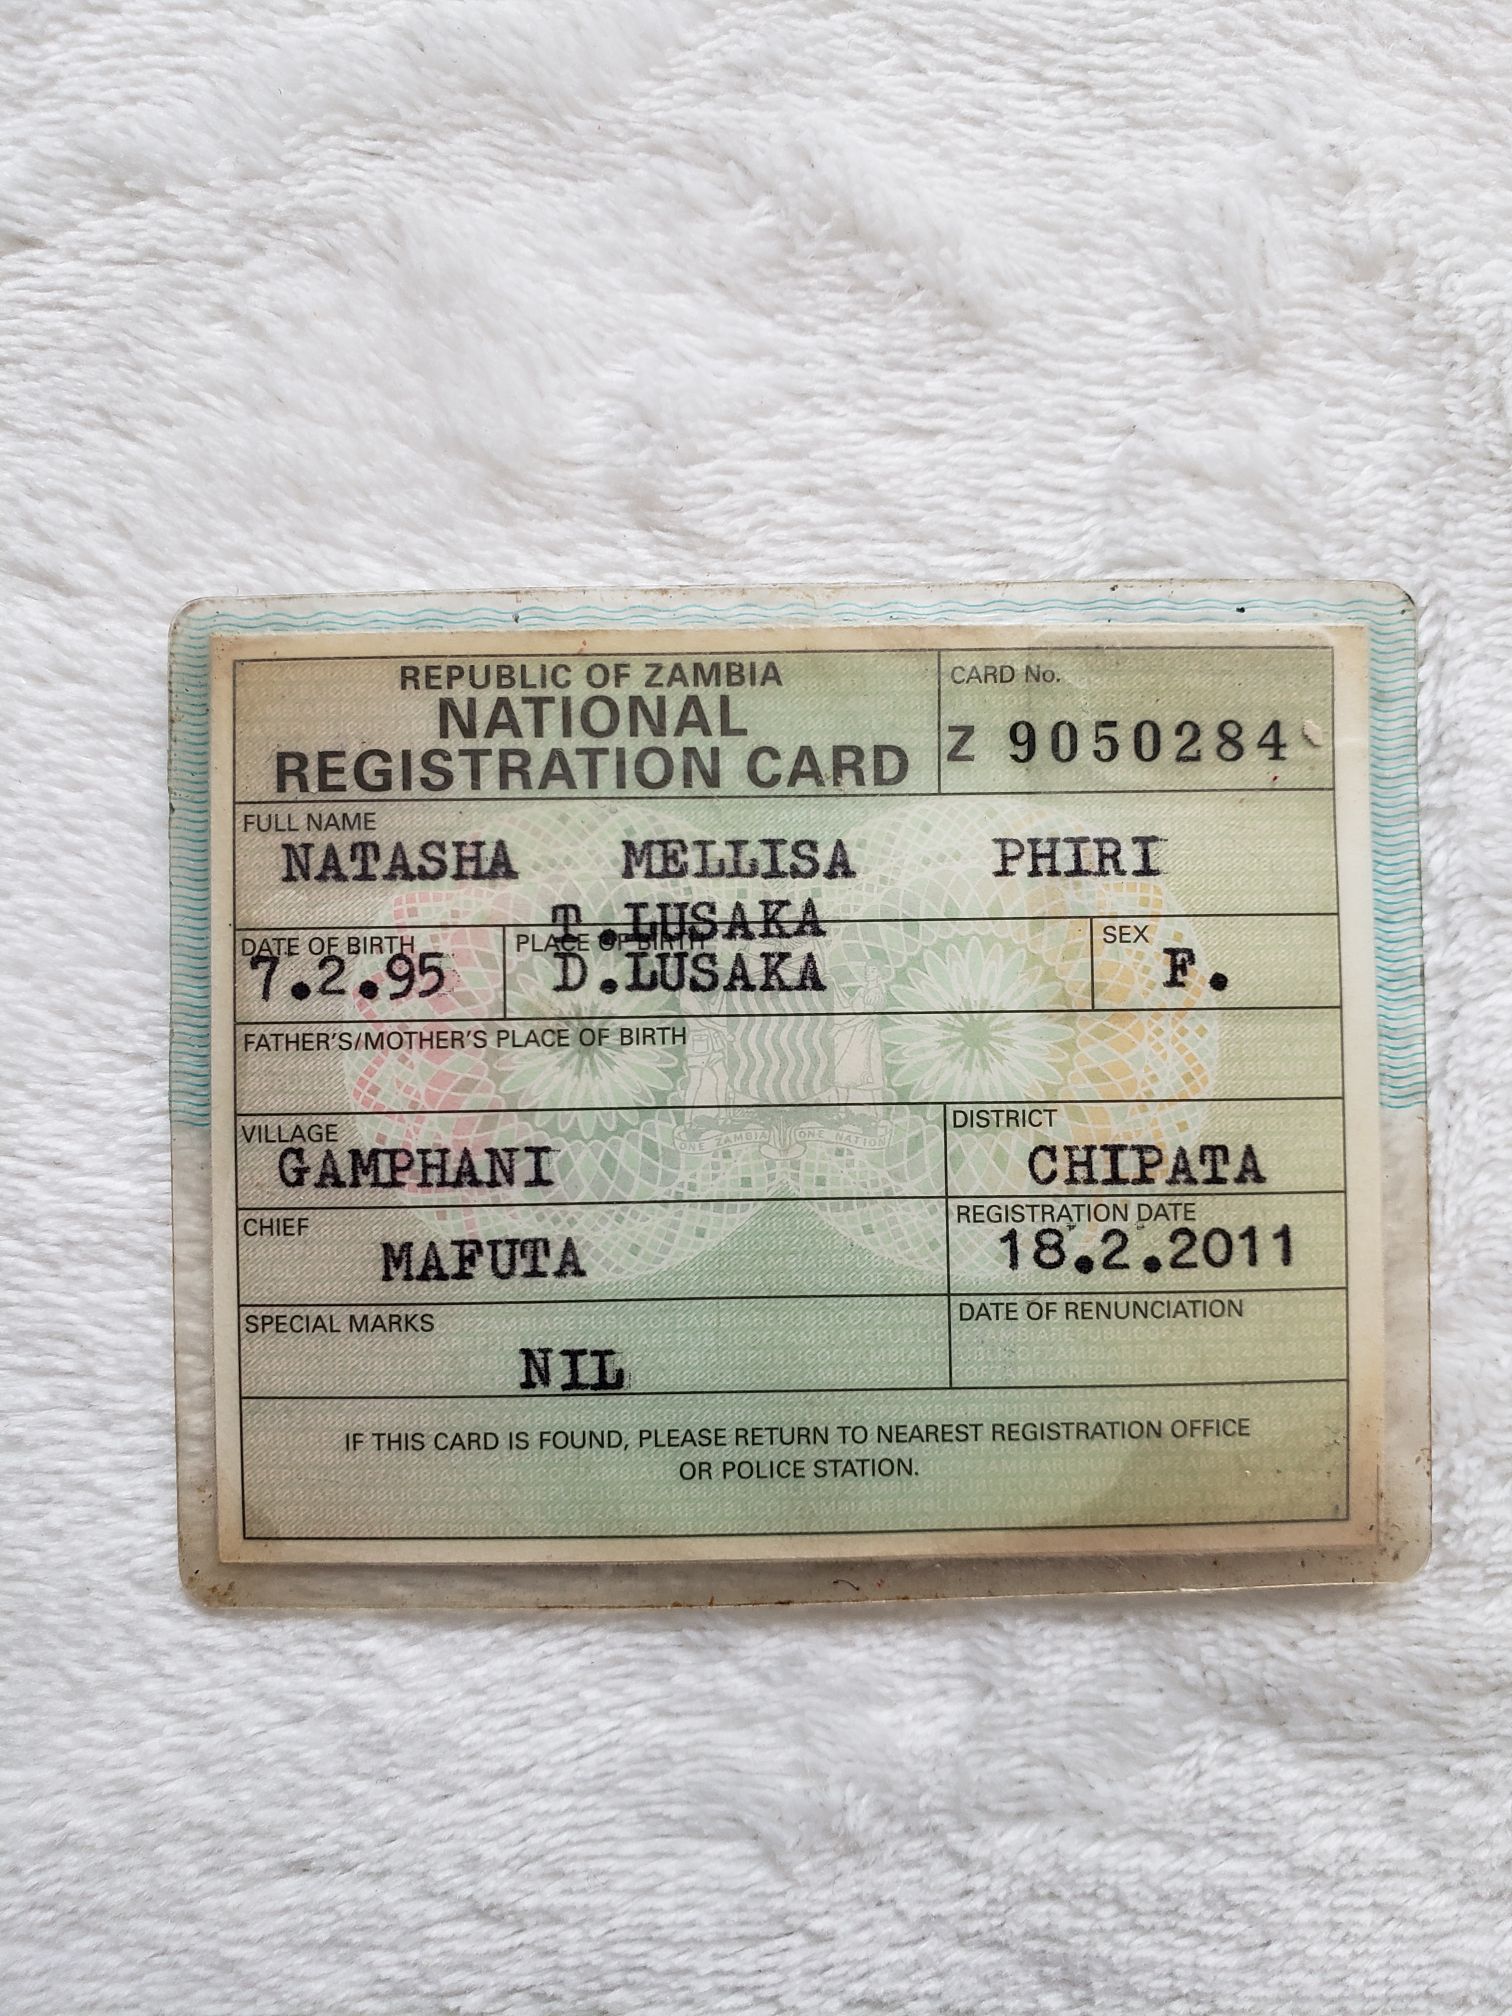 REPUBLIC OF ZAMBIA
NATIONAL
REGISTRATION CARD
CARD No.
Z 9050284
FULL NAME
NATASHA MELLISA PHIRI
DATE OF BIRTH
7.2.95
PLACE OF BIRTH
T.LUSAKA
D.LUSAKA
SEX
F.
FATHER'S/MOTHER'S PLACE OF BIRTH
ONE ZAMBIA ONE NATION
VILLAGE
GAMPHANI
DISTRICT
CHIPATA
CHIEF
MAFUTA
REGISTRATION DATE
18.2.2011
SPECIAL MARKS
NIL
DATE OF RENUNCIATION
IF THIS CARD IS FOUND, PLEASE RETURN TO NEAREST REGISTRATION OFFICE
OR POLICE STATION.